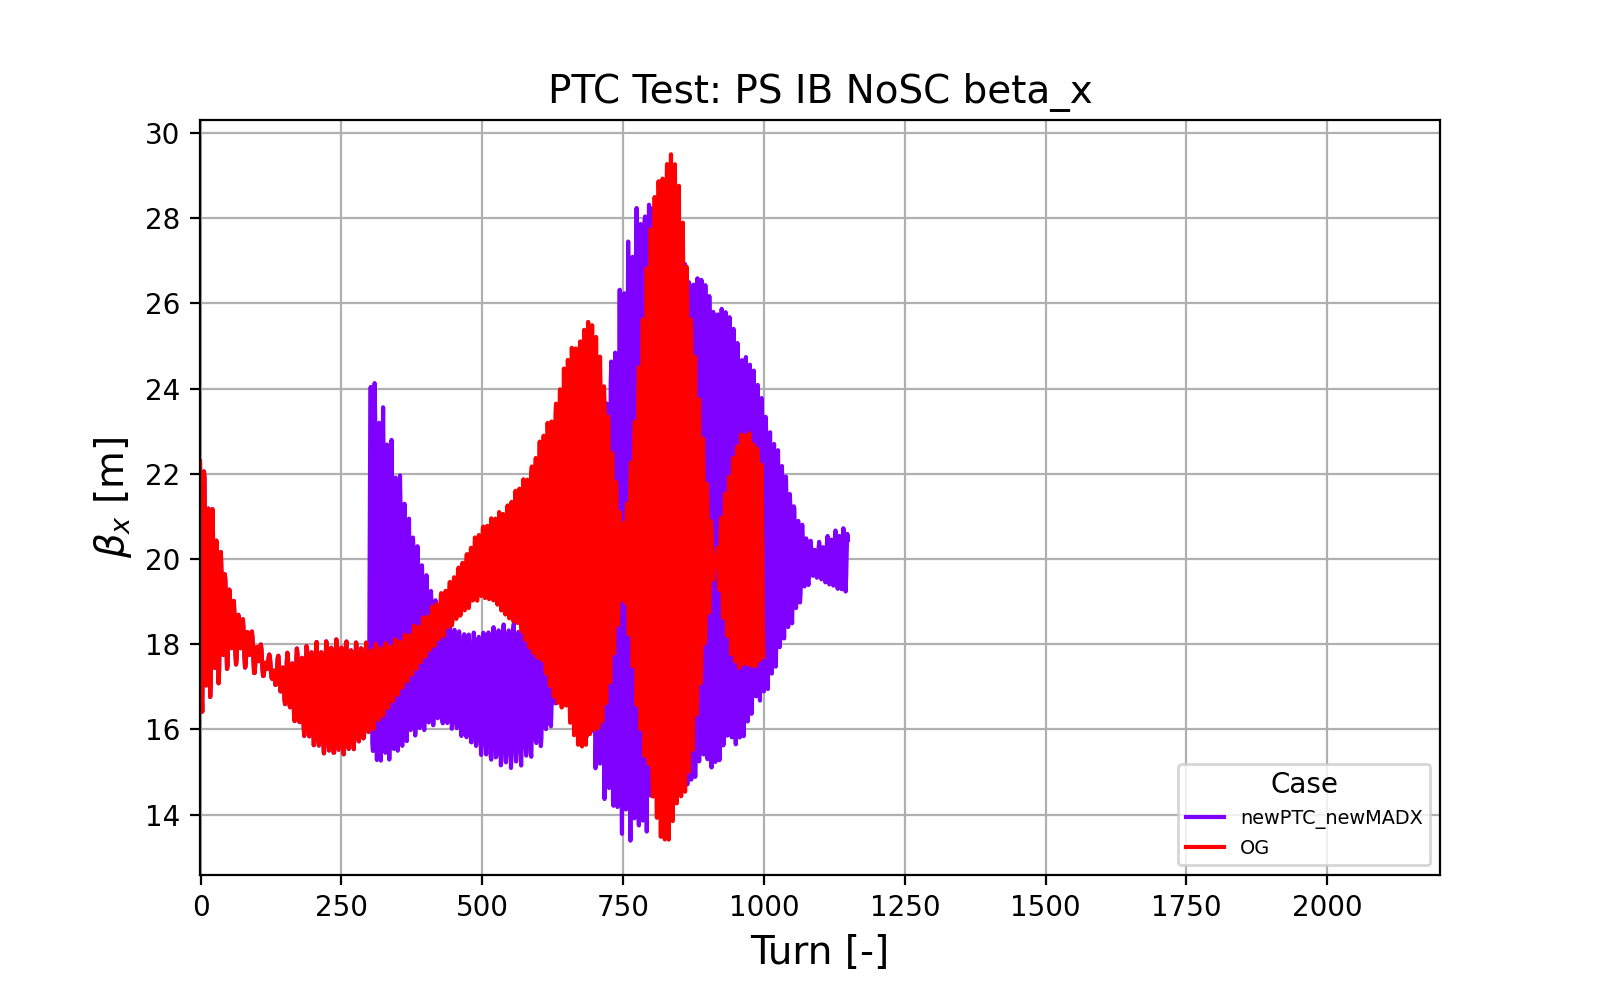 PTC Test: PS IB NoSC beta_x
30
28
26
24
22
20
18
16
14
βx [m]
0 250 500 750 1000 1250 1500 1750 2000
Turn [-]
Case
newPTC_newMADX
OG